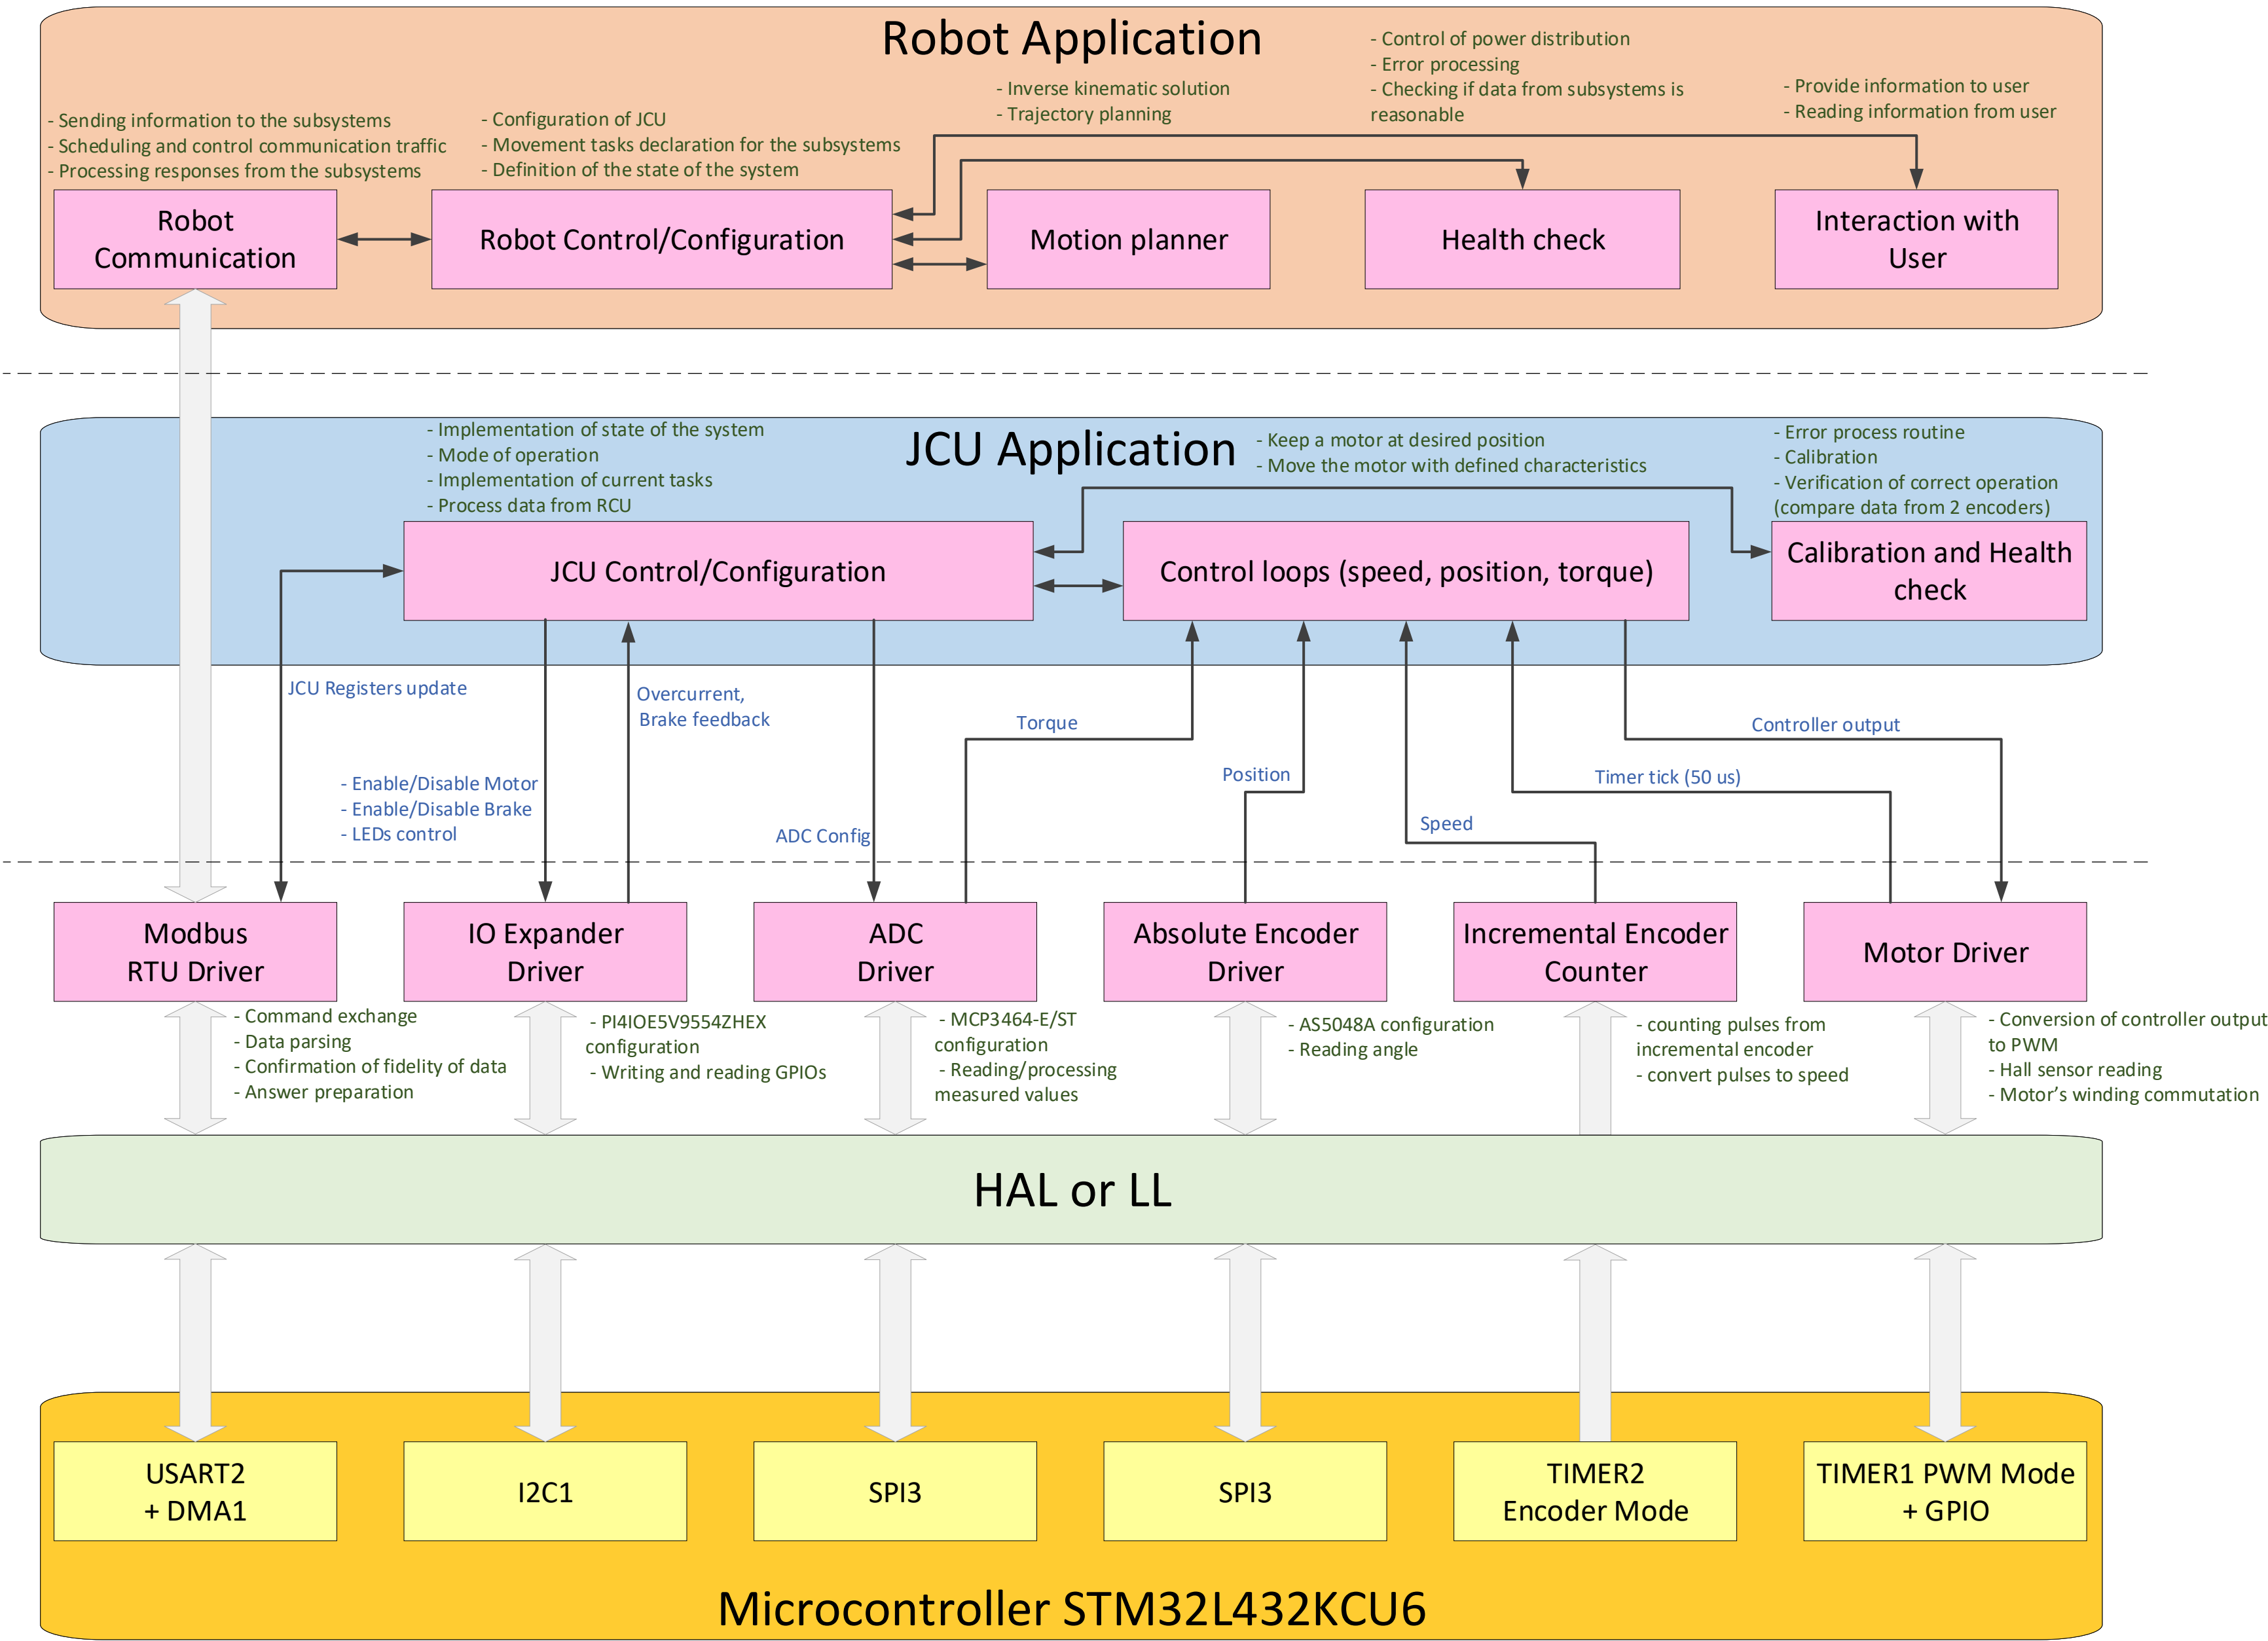 Robot Application
- Sending information to the subsystems
- Scheduling and control communication traffic
- Processing responses from the subsystems
- Configuration of JCU
- Movement tasks declaration for the subsystems
- Definition of the state of the system
- Inverse kinematic solution
- Trajectory planning
- Control of power distribution
- Error processing
- Checking if data from subsystems is
reasonable
- Provide information to user
- Reading information from user
Robot
Communication
Robot Control/Configuration
Motion planner
Health check
Interaction with
User
JCU Application
- Implementation of state of the system
- Mode of operation
- Implementation of current tasks
- Process data from RCU
- Keep a motor at desired position
- Move the motor with defined characteristics
- Error process routine
- Calibration
- Verification of correct operation
(compare data from 2 encoders)
JCU Control/Configuration
Control loops (speed, position, torque)
Calibration and Health
check
JCU Registers update
- Enable/Disable Motor
- Enable/Disable Brake
- LEDs control
Overcurrent,
Brake feedback
ADC Config
Torque
Position
Speed
Timer tick (50 us)
Controller output
Modbus
RTU Driver
IO Expander
Driver
ADC
Driver
Absolute Encoder
Driver
Incremental Encoder
Counter
Motor Driver
- Command exchange
- Data parsing
- Confirmation of fidelity of data
- Answer preparation
- PI4IOE5V9554ZHEX
configuration
- Writing and reading GPIOs
- MCP3464-E/ST
configuration
- Reading/processing
measured values
- AS5048A configuration
- Reading angle
- counting pulses from
incremental encoder
- convert pulses to speed
- Conversion of controller output
to PWM
- Hall sensor reading
- Motor’s winding commutation
HAL or LL
USART2
+ DMA1
I2C1
SPI3
SPI3
TIMER2
Encoder Mode
TIMER1 PWM Mode
+ GPIO
Microcontroller STM32L432KCU6